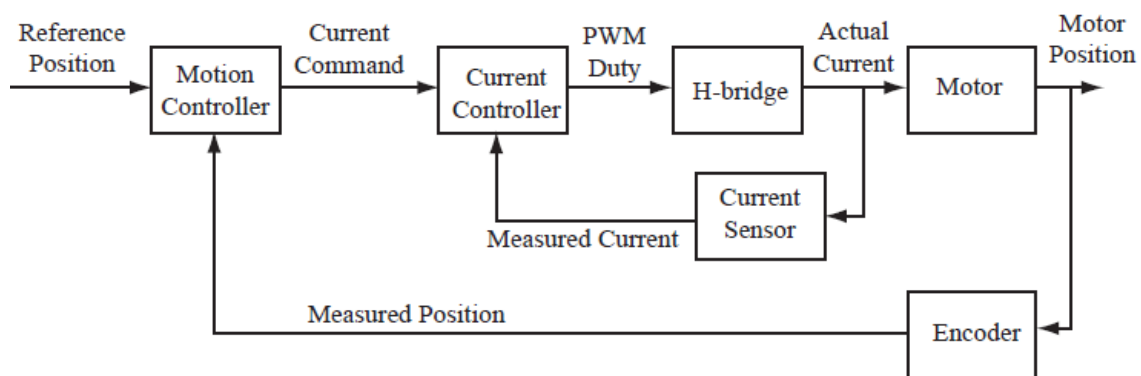 Reference
Position
Motion
Controller
Current
Command
Current
Controller
PWM
Duty
H-bridge
Actual
Current
Motor
Motor
Position
Current
Sensor
Measured Current
Measured Position
Encoder